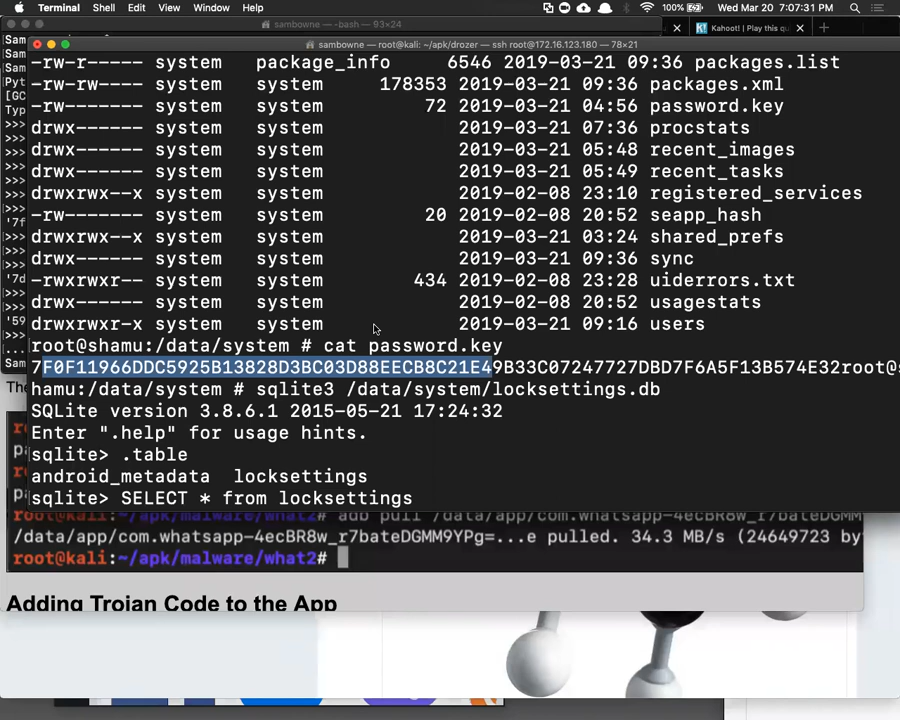 Terminal Shell Edit View Window Help 100% Wed Mar 20 7:07:31 PM
sambowne — -bash — 93×24
Kahoot! | Play this qu
sambowne — root@kali: ~/apk/drozer — ssh root@172.16.123.180 — 78×21
Sam
Sam
Sam
Pyt
[GC
Typ
>>>
>>>
>>>
>>>
>>>
>>>
>>>
'7f
>>>
>>>
'7d
>>>
>>>
'59
>>>
...
Sam
-rw-r----- system package_info 6546 2019-03-21 09:36 packages.list
-rw-rw---- system system 178353 2019-03-21 09:36 packages.xml
-rw------- system system 72 2019-03-21 04:56 password.key
drwx------ system system 2019-03-21 07:36 procstats
drwx------ system system 2019-03-21 05:48 recent_images
drwx------ system system 2019-03-21 05:49 recent_tasks
drwxrwx--x system system 2019-02-08 23:10 registered_services
-rw------- system system 20 2019-02-08 20:52 seapp_hash
drwxrwx--x system system 2019-03-21 03:24 shared_prefs
drwx------ system system 2019-03-21 09:36 sync
-rwxrwxr-- system system 434 2019-02-08 23:28 uiderrors.txt
drwx------ system system 2019-02-08 20:52 usagestats
drwxrwxr-x system system 2019-03-21 09:16 users
root@shamu:/data/system # cat password.key
7F0F11966DDC5925B13828D3BC03D88EECB8C21E49B33C07247727DBD7F6A5F13B574E32root@s
hamu:/data/system # sqlite3 /data/system/locksettings.db
SQLite version 3.8.6.1 2015-05-21 17:24:32
Enter ".help" for usage hints.
sqlite> .table
android_metadata locksettings
sqlite> SELECT * from locksettings
The
root@kali:~/apk/malware/what2# adb pull /data/app/com.whatsapp-4ecBR8w_r7bateDGMM
/data/app/com.whatsapp-4ecBR8w_r7bateDGMM9YPg=...e pulled. 34.3 MB/s (24649723 by
root@kali:~/apk/malware/what2#
Adding Trojan Code to the App